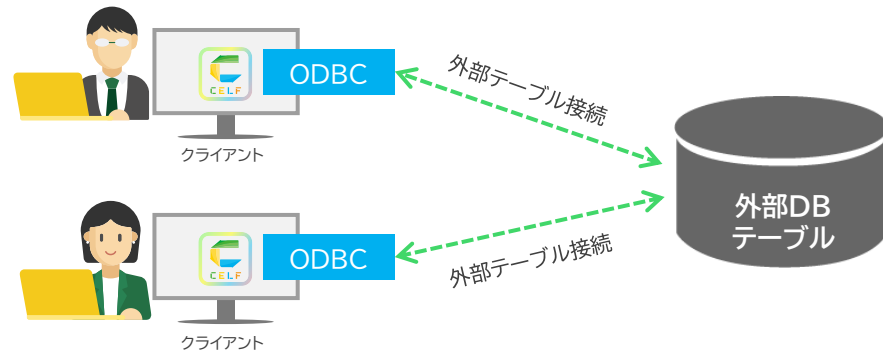 CELF
ODBC
クライアント
外部テーブル接続
外部DB
テーブル
CELF
ODBC
クライアント
外部テーブル接続